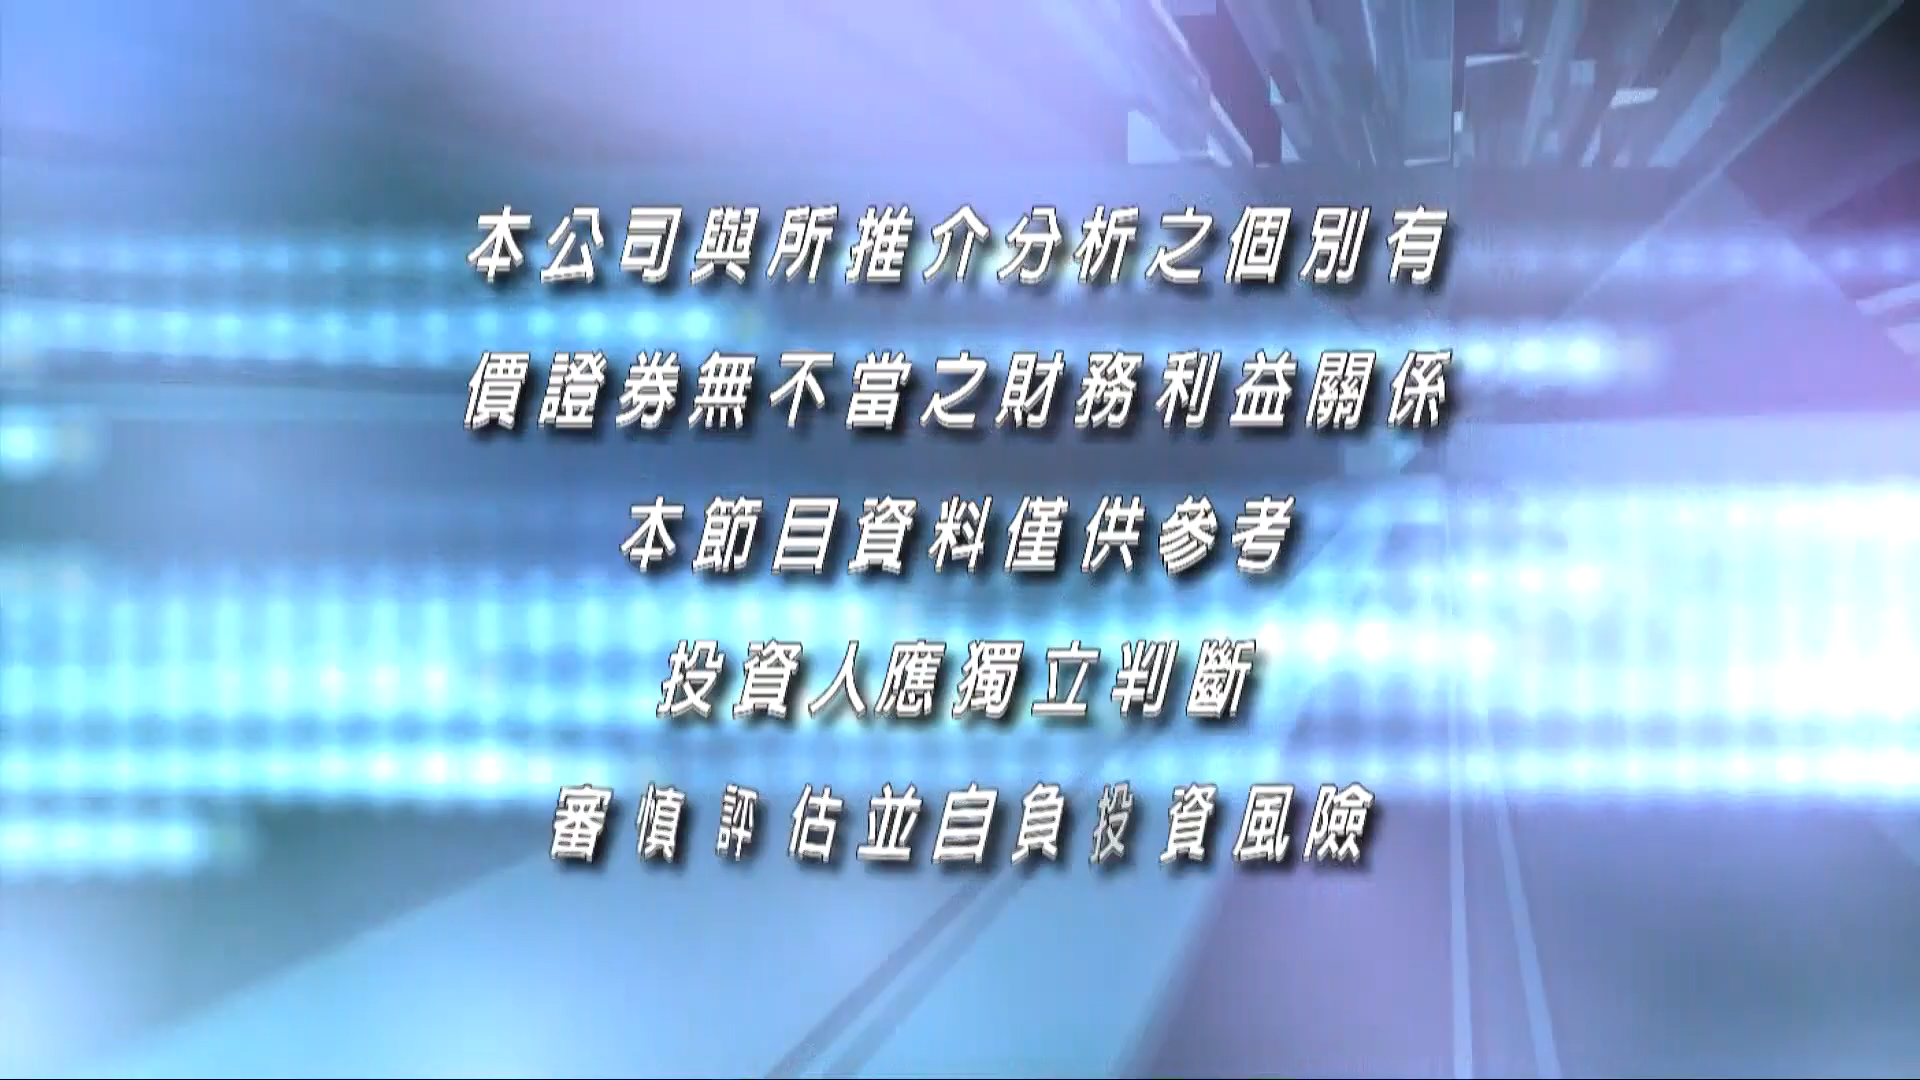 本公司與所推介分析之個別有
價證券無不當之財務利益關係
本節目資料僅供參考
投資人應獨立判斷
審慎評估並自負投資風險